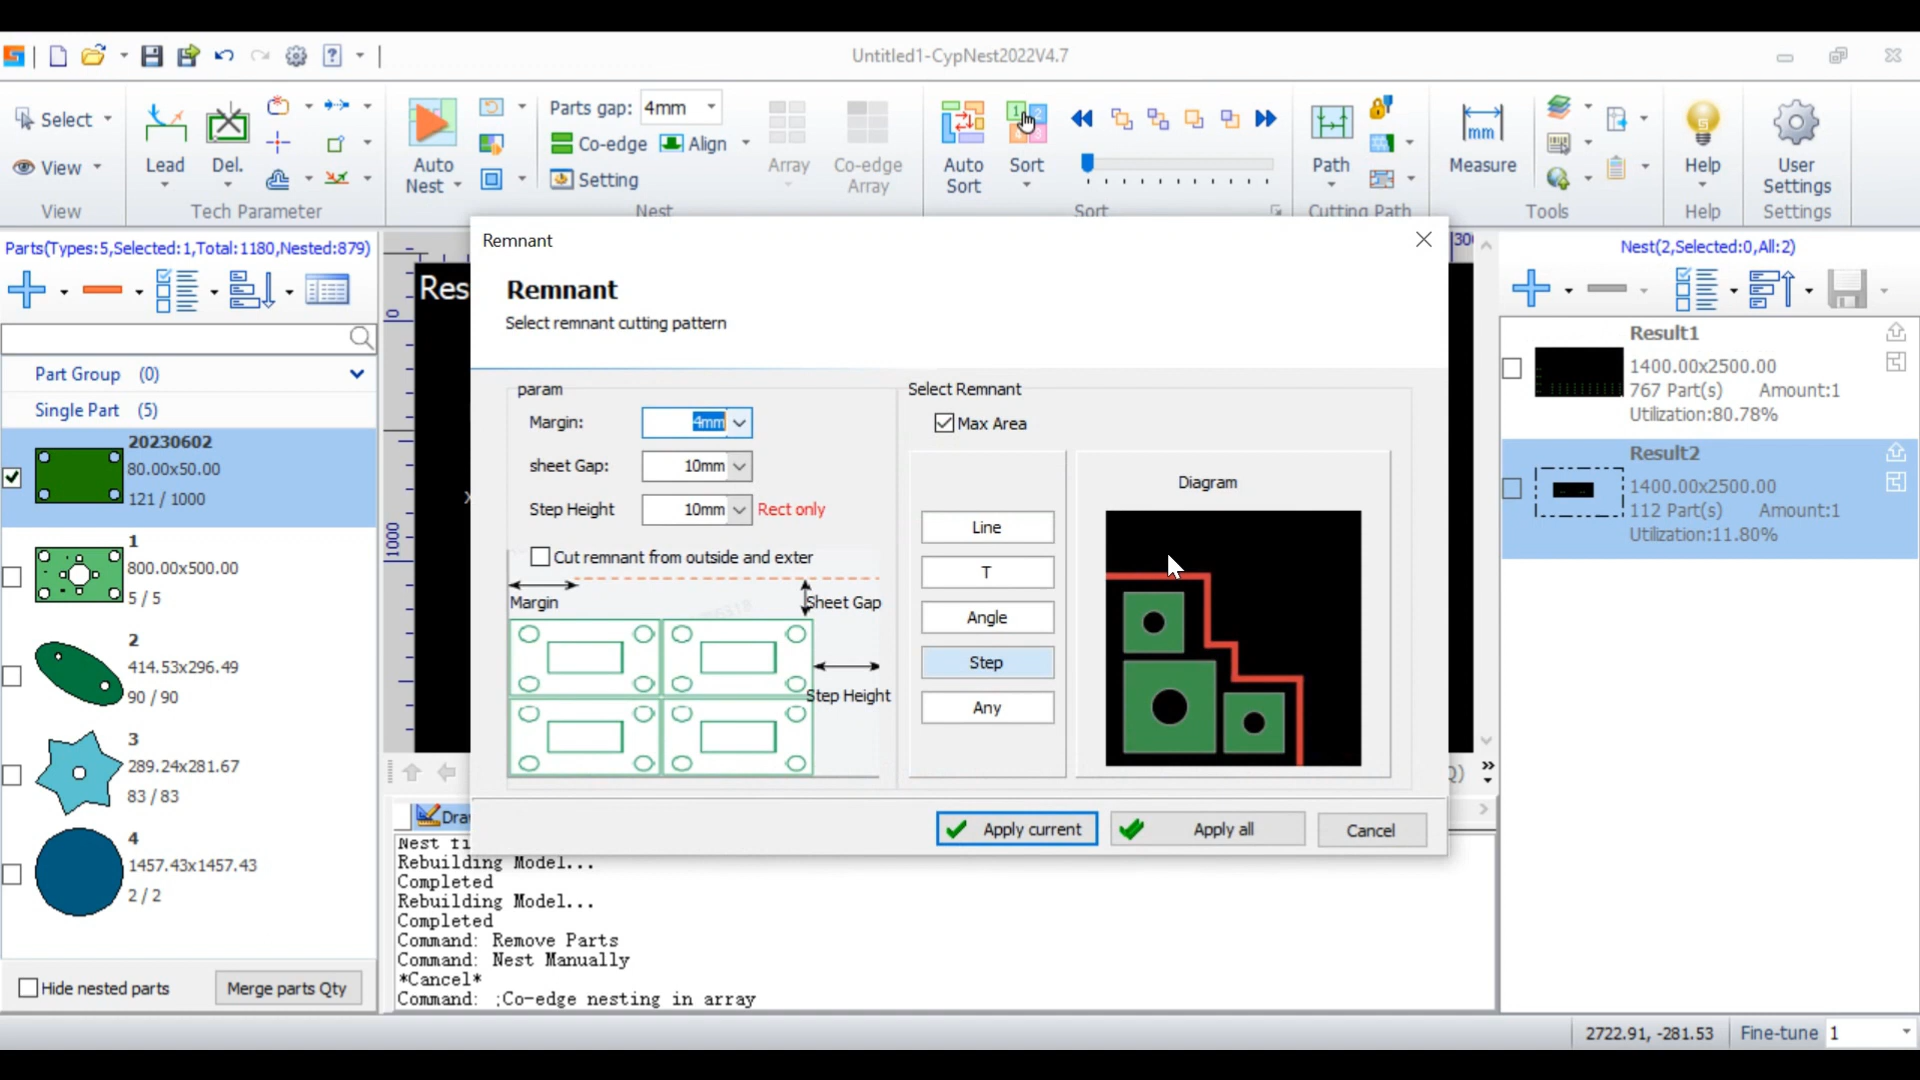 Untitled1-CypNest2022V4.7
Select
View
View
Lead
Del.
Tech Parameter
Auto
Nest
Parts gap: 4mm
Co-edge
Align
Setting
Array
Co-edge
Array
Nest
Auto
Sort
Sort
Sort
Path
Cutting Path
mm
Measure
Tools
Help
Help
User
Settings
Settings
Parts(Types:5,Selected:1,Total:1180,Nested:879)
Part Group (0)
Single Part (5)
20230602
80.00x50.00
121 / 1000
1
800.00x500.00
5 / 5
2
414.53x296.49
90 / 90
3
289.24x281.67
83 / 83
4
1457.43x1457.43
2 / 2
Hide nested parts
Merge parts Qty
Res
0
1000
300
Remnant
Remnant
Select remnant cutting pattern
param
Margin: 4mm
sheet Gap: 10mm
Step Height 10mm Rect only
Cut remnant from outside and exter
Margin
Sheet Gap
Step Height
Select Remnant
Max Area
Line
T
Angle
Step
Any
Diagram
Apply current
Apply all
Cancel
Dra
Nest ti
Rebuilding Model...
Completed
Rebuilding Model...
Completed
Command: Remove Parts
Command: Nest Manually
*Cancel*
Command: ;Co-edge nesting in array
Nest(2,Selected:0,All:2)
Result1
1400.00x2500.00
767 Part(s) Amount:1
Utilization:80.78%
Result2
1400.00x2500.00
112 Part(s) Amount:1
Utilization:11.80%
2722.91, -281.53
Fine-tune 1